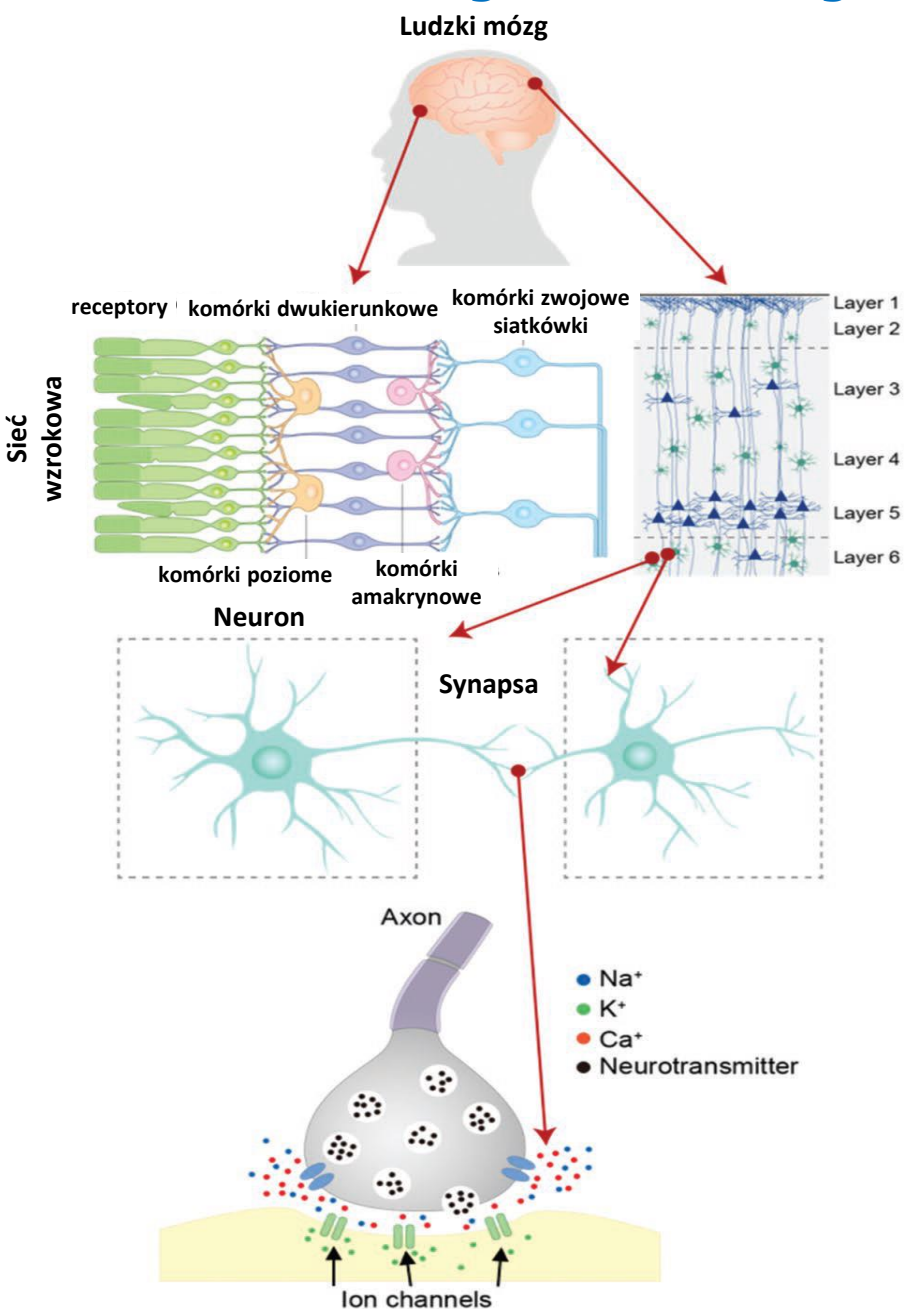 Ludzki mózg
receptory
komórki dwukierunkowe
komórki zwojowe
siatkówki
Sieć
wzrokowa
Layer 1
Layer 2
Layer 3
Layer 4
Layer 5
Layer 6
komórki poziome
komórki
amakrynowe
Neuron
Synapsa
Axon
Na⁺
K⁺
Ca⁺
Neurotransmitter
Ion channels